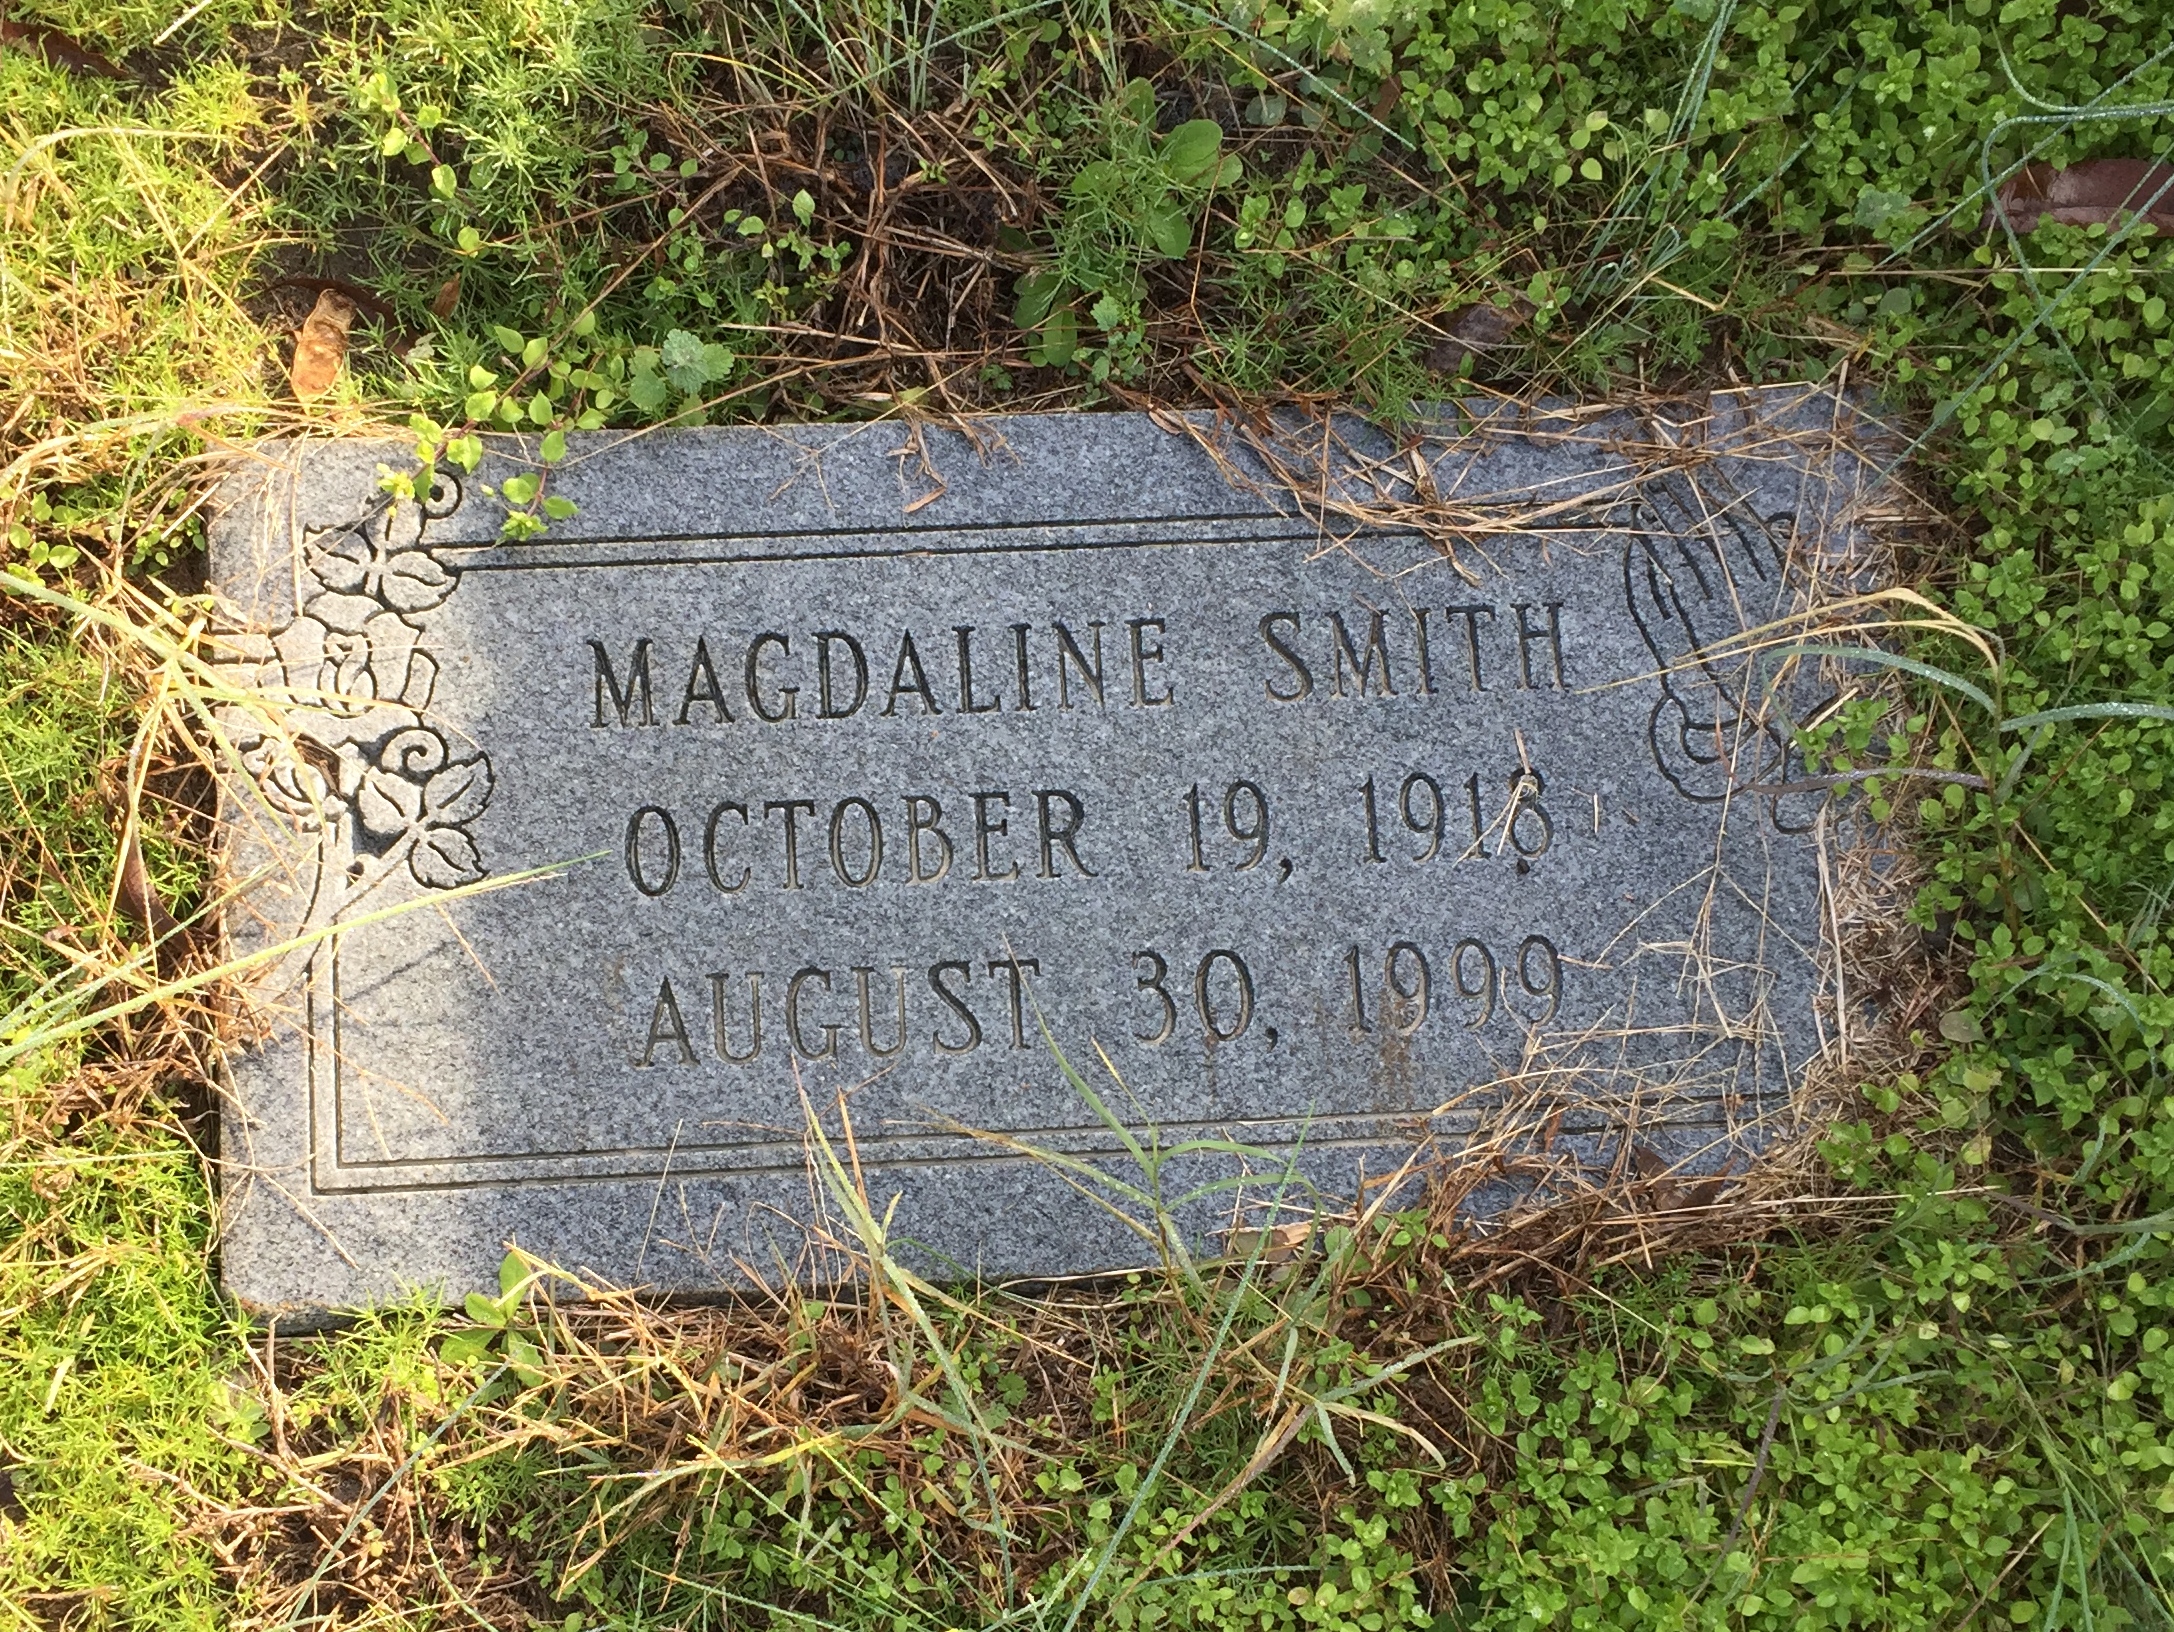 MAGDALINE SMITH
OCTOBER 19, 1918
AUGUST 30, 1999